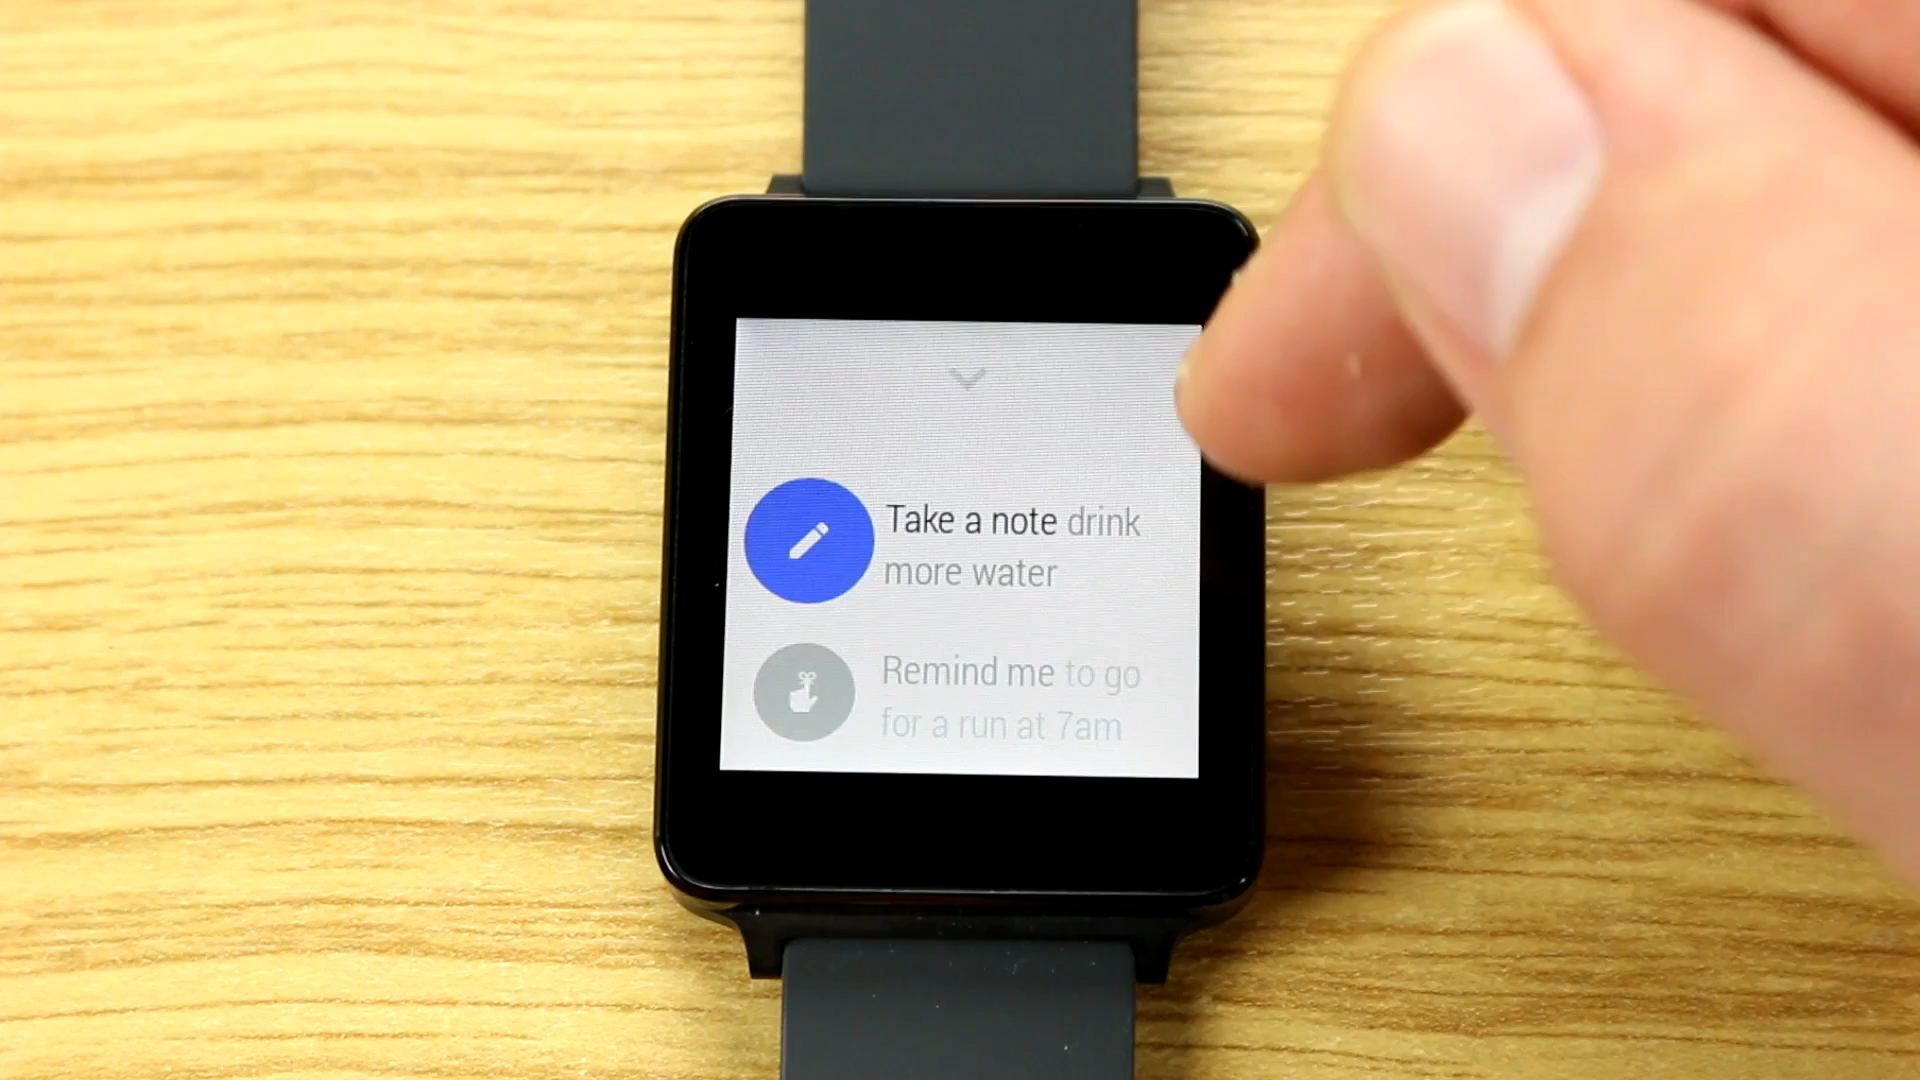 Take a note drink
more water
Remind me to go
for a run at 7am